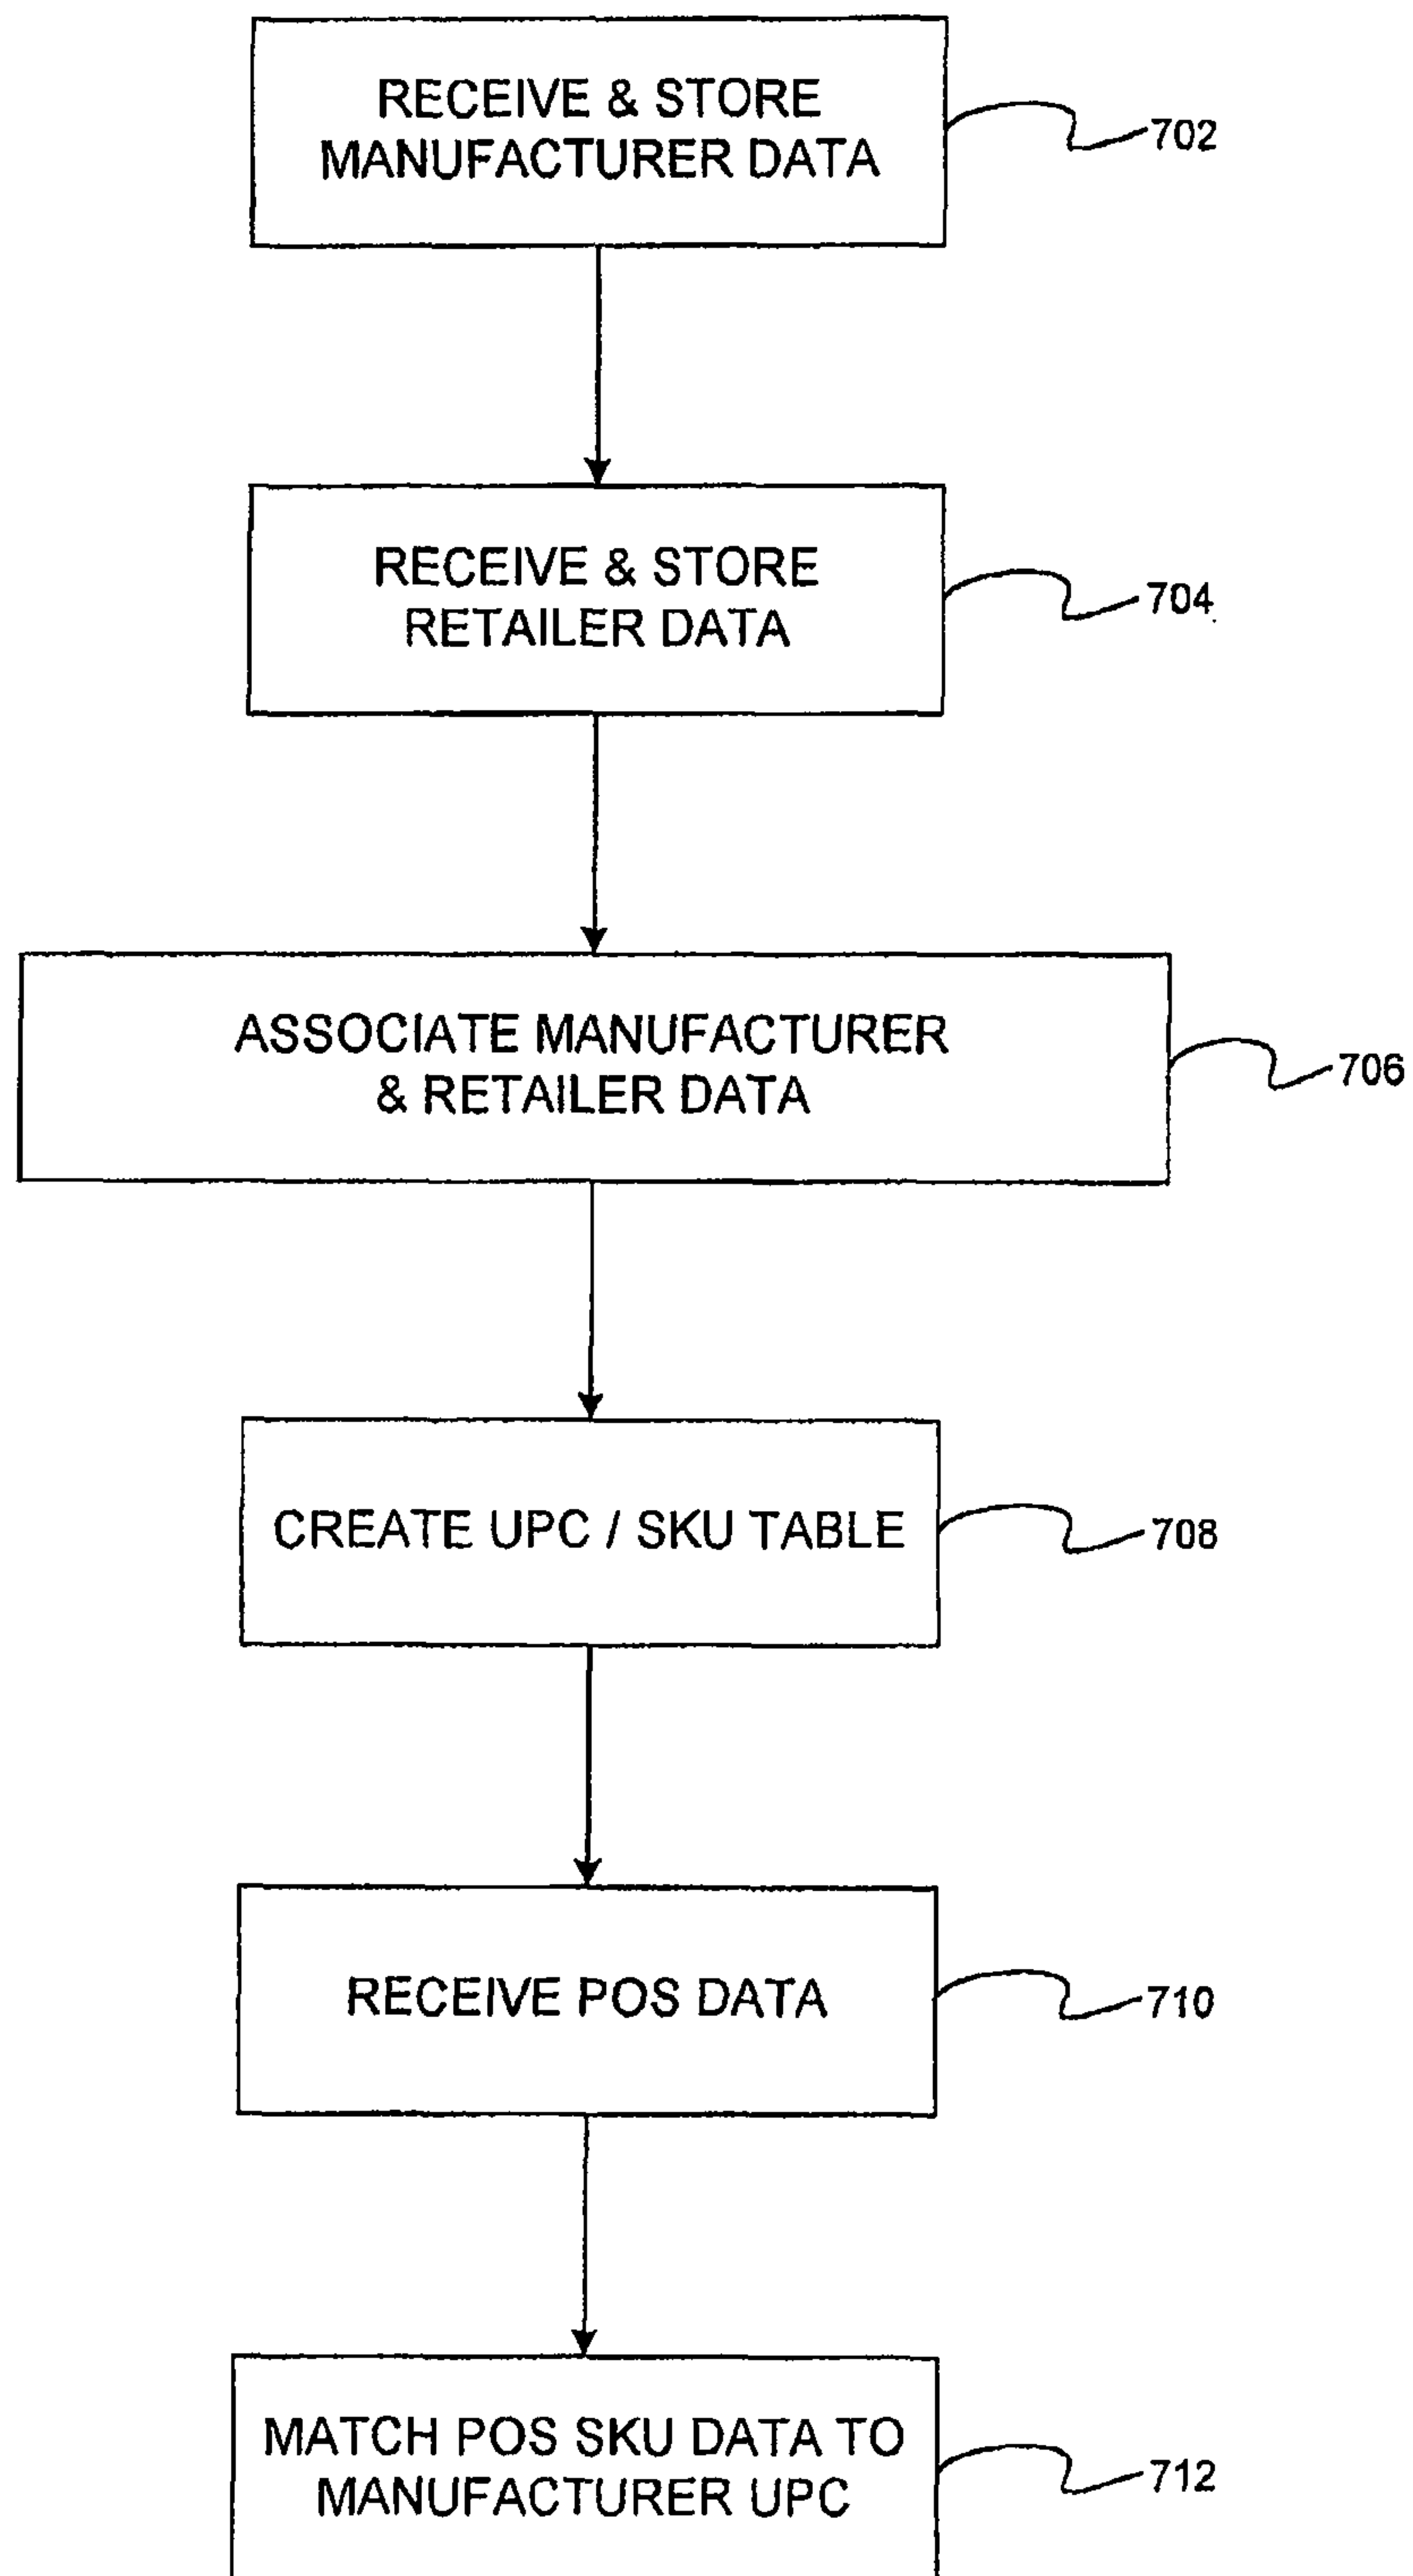 RECEIVE & STORE
MANUFACTURER DATA
702
RECEIVE & STORE
RETAILER DATA
704
ASSOCIATE MANUFACTURER
& RETAILER DATA
706
CREATE UPC / SKU TABLE
708
RECEIVE POS DATA
710
MATCH POS SKU DATA TO
MANUFACTURER UPC
712